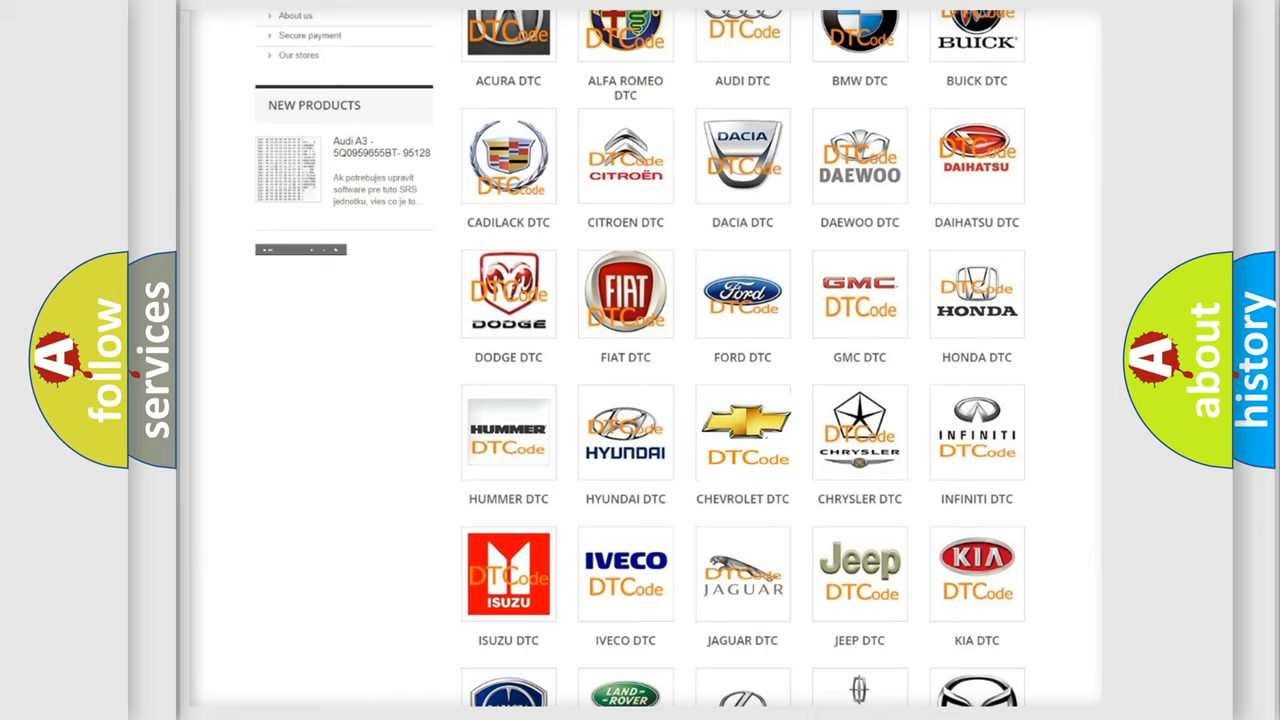 About us
Secure payment
Our stores
NEW PRODUCTS
Audi A3 -
5Q0959655BT- 95128
Ak potrebujes upravit
software pre tuto SRS
jednotku, vies co je to...
DTCode
DTCode
DTCode
DTCode
BUICK
ACURA DTC
ALFA ROMEO
DTC
AUDI DTC
BMW DTC
BUICK DTC
DTCode
DTCode
CITROËN
DACIA
DTCode
DTCode
DAEWOO
DTCode
DAIHATSU
CADILACK DTC
CITROEN DTC
DACIA DTC
DAEWOO DTC
DAIHATSU DTC
DTCode
DODGE
FIAT
DTCode
Ford
DTCode
GMC
DTCode
DTCode
HONDA
DODGE DTC
FIAT DTC
FORD DTC
GMC DTC
HONDA DTC
HUMMER
DTCode
DTCode
HYUNDAI
DTCode
DTCode
CHRYSLER
INFINITI
DTCode
HUMMER DTC
HYUNDAI DTC
CHEVROLET DTC
CHRYSLER DTC
INFINITI DTC
DTCode
ISUZU
IVECO
DTCode
DTCode
JAGUAR
Jeep
DTCode
KIA
DTCode
ISUZU DTC
IVECO DTC
JAGUAR DTC
JEEP DTC
KIA DTC
LAND-
ROVER
A
follow
services
A
about
history